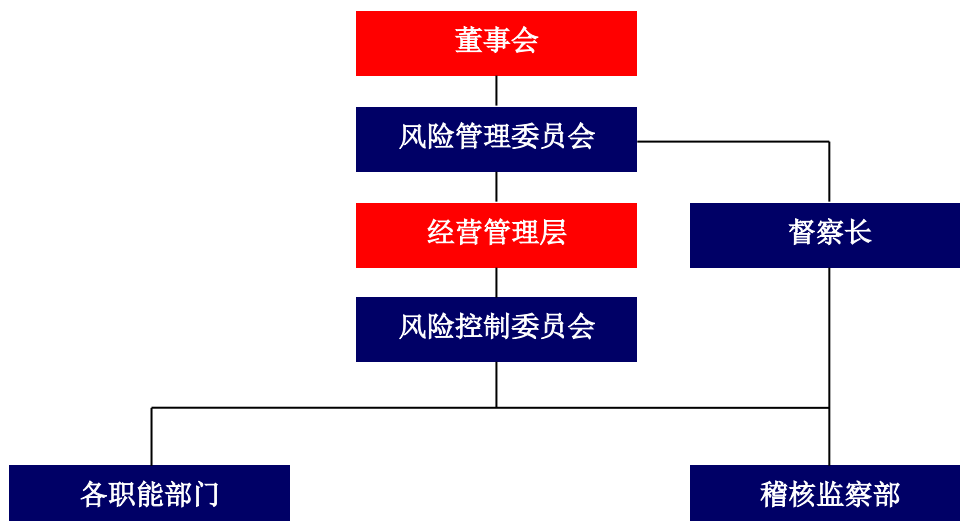 董事会
风险管理委员会
经营管理层
督察长
风险控制委员会
各职能部门
稽核监察部